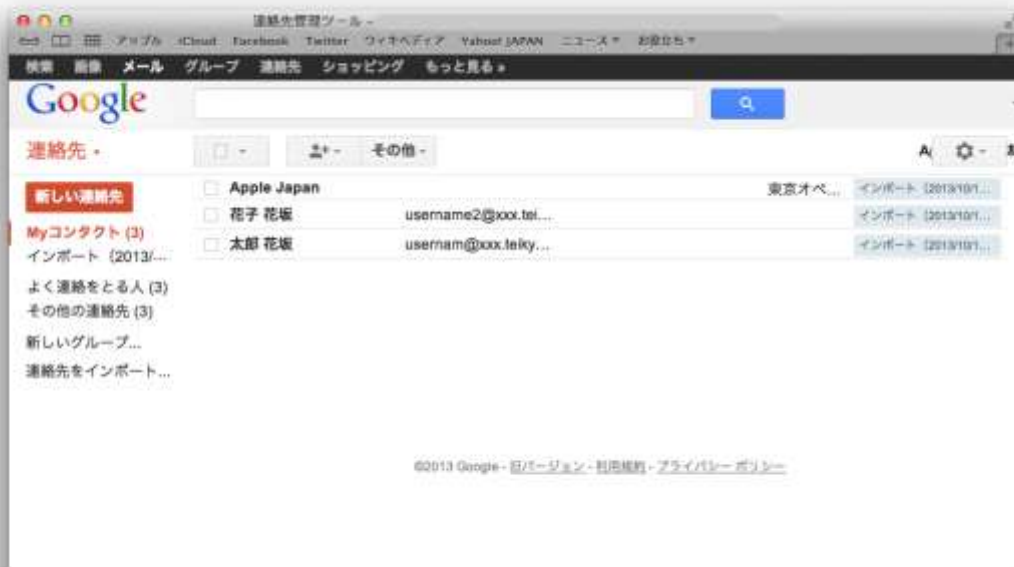 連絡先管理ツール
アップル iCloud Facebook Twitter ウィキペディア Yahoo! JAPAN ニュース▼ お役立ち▼
検索 画像 メール グループ 連絡先 ショッピング もっと見る »
Google
連絡先
その他
新しい連絡先
Apple Japan 東京オペ... インポート (2013/10/1...
花子 花坂 username2@xxx.tei... インポート (2013/10/1...
太郎 花坂 usernam@xxx.teiky... インポート (2013/10/1...
Myコンタクト (3)
インポート (2013/...
よく連絡をとる人 (3)
その他の連絡先 (3)
新しいグループ...
連絡先をインポート...
©2013 Google - 旧バージョン - 利用規約 - プライバシー ポリシー